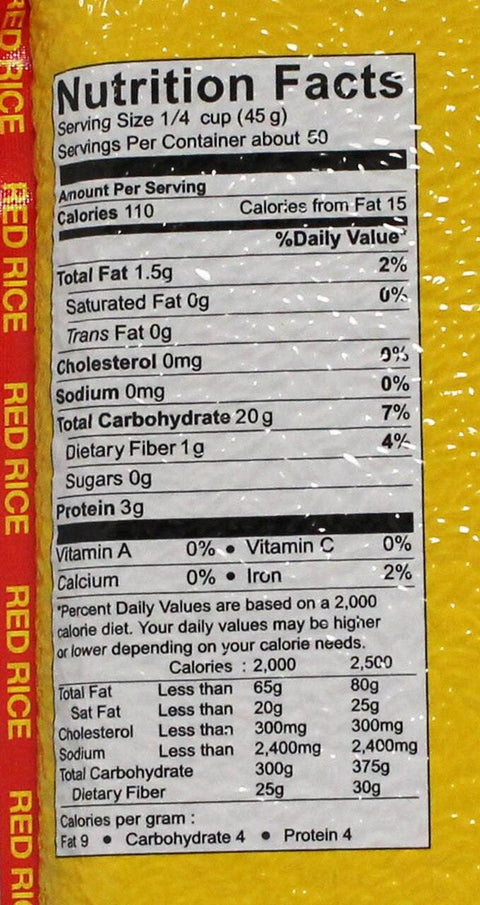 Nutrition Facts
Serving Size 1/4 cup (45 g)
Servings Per Container about 50
Amount Per Serving
Calories 110 Calories from Fat 15
%Daily Value*
Total Fat 1.5g 2%
Saturated Fat 0g 0%
Trans Fat 0g
Cholesterol 0mg 0%
Sodium 0mg 0%
Total Carbohydrate 20 g 7%
Dietary Fiber 1 g 4%
Sugars 0g
Protein 3g
Vitamin A 0% • Vitamin C 0%
Calcium 0% • Iron 2%
*Percent Daily Values are based on a 2,000
calorie diet. Your daily values may be higher
or lower depending on your calorie needs.
Calories : 2,000 2,500
Total Fat Less than 65g 80g
Sat Fat Less than 20g 25g
Cholesterol Less than 300mg 300mg
Sodium Less than 2,400mg 2,400mg
Total Carbohydrate 300g 375g
Dietary Fiber 25g 30g
Calories per gram :
Fat 9 • Carbohydrate 4 • Protein 4
RED RICE RED RICE RED RICE RED RICE RED RIC